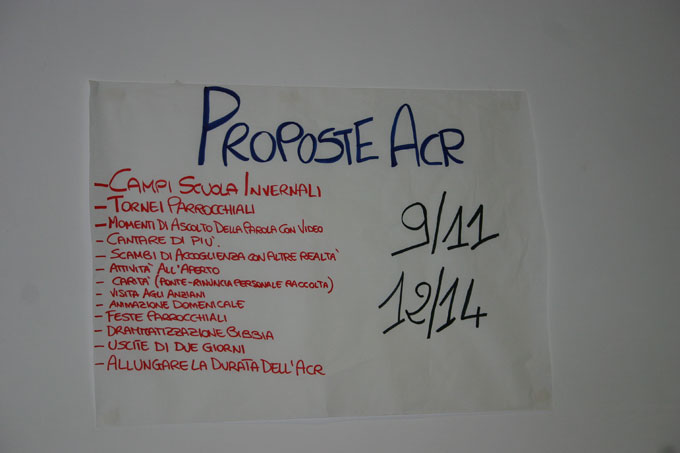 PROPOSTE ACR
- CAMPI SCUOLA INVERNALI
- TORNEI PARROCCHIALI
- MOMENTI DI ASCOLTO DELLA PAROLA CON VIDEO
- CANTARE DI PIÙ.
- SCAMBI DI ACCOGLIENZA CON ALTRE REALTÀ
- ATTIVITÀ ALL'APERTO
- CARITÀ (PONTE-RINUNCIA PERSONALE RACCOLTA)
- VISITA AGLI ANZIANI
- ANIMAZIONE DOMENICALE
- FESTE PARROCCHIALI
- DRAMMATIZZAZIONE BIBBIA
- USCITE DI DUE GIORNI
- ALLUNGARE LA DURATA DELL'ACR
9/11
12/14